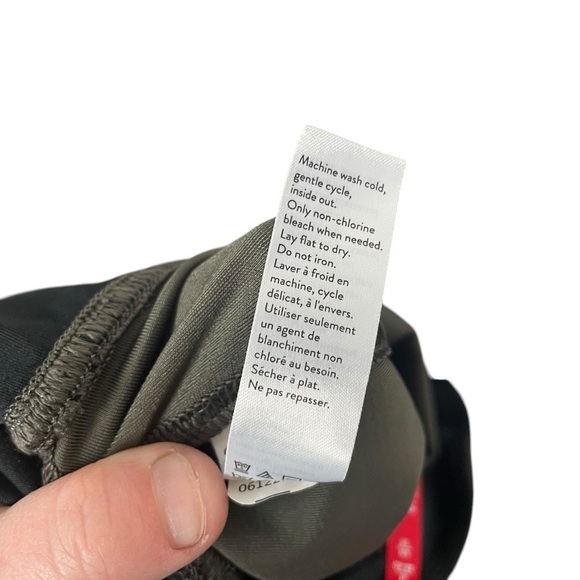 Machine wash cold,
gentle cycle,
inside out.
Only non-chlorine
bleach when needed.
Lay flat to dry.
Do not iron.
Laver à froid en
machine, cycle
délicat, à l'envers.
Utiliser seulement
un agent de
blanchiment non
chloré au besoin.
Sécher à plat.
Ne pas repasser.